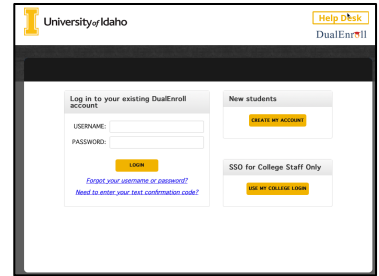 University of Idaho
Help Desk
DualEnroll
Log in to your existing DualEnroll
account
USERNAME:
PASSWORD:
LOGIN
Forgot your username or password?
Need to enter your text confirmation code?
New students
CREATE MY ACCOUNT
SSO for College Staff Only
USE MY COLLEGE LOGIN